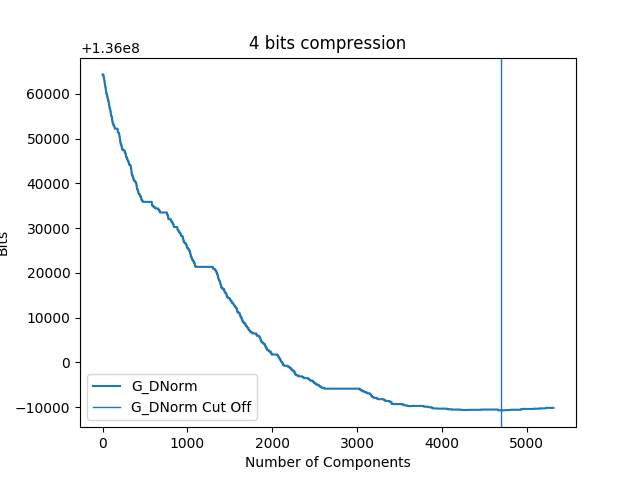 4 bits compression
+1.36e8
60000
50000
40000
30000
20000
10000
0
−10000
Bits
G_DNorm
G_DNorm Cut Off
0 1000 2000 3000 4000 5000
Number of Components